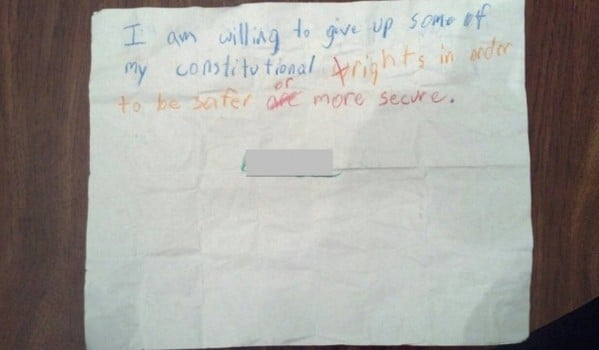 I am willing to give up some of
my constitutional rights in order
to be safer or more secure.